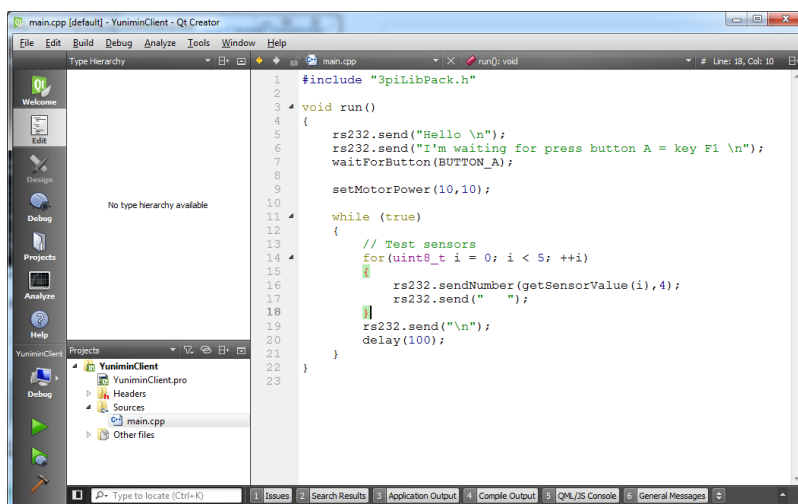 main.cpp [default] - YuniminClient - Qt Creator
File Edit Build Debug Analyze Tools Window Help
Type Hierarchy
main.cpp
run(): void
# Line: 18, Col: 10
Welcome
Edit
Design
Debug
Projects
Analyze
Help
YuniminClient
Debug
No type hierarchy available
Projects
YuniminClient
YuniminClient.pro
Headers
Sources
main.cpp
Other files
1 #include "3piLibPack.h"
2
3 void run()
4 {
5 rs232.send("Hello \n");
6 rs232.send("I'm waiting for press button A = key F1 \n");
7 waitForButton(BUTTON_A);
8
9 setMotorPower(10,10);
10
11 while (true)
12 {
13 // Test sensors
14 for(uint8_t i = 0; i < 5; ++i)
15 {
16 rs232.sendNumber(getSensorValue(i),4);
17 rs232.send("   ");
18 }
19 rs232.send("\n");
20 delay(100);
21 }
22 }
23
Type to locate (Ctrl+K)
1 Issues 2 Search Results 3 Application Output 4 Compile Output 5 QML/JS Console 6 General Messages